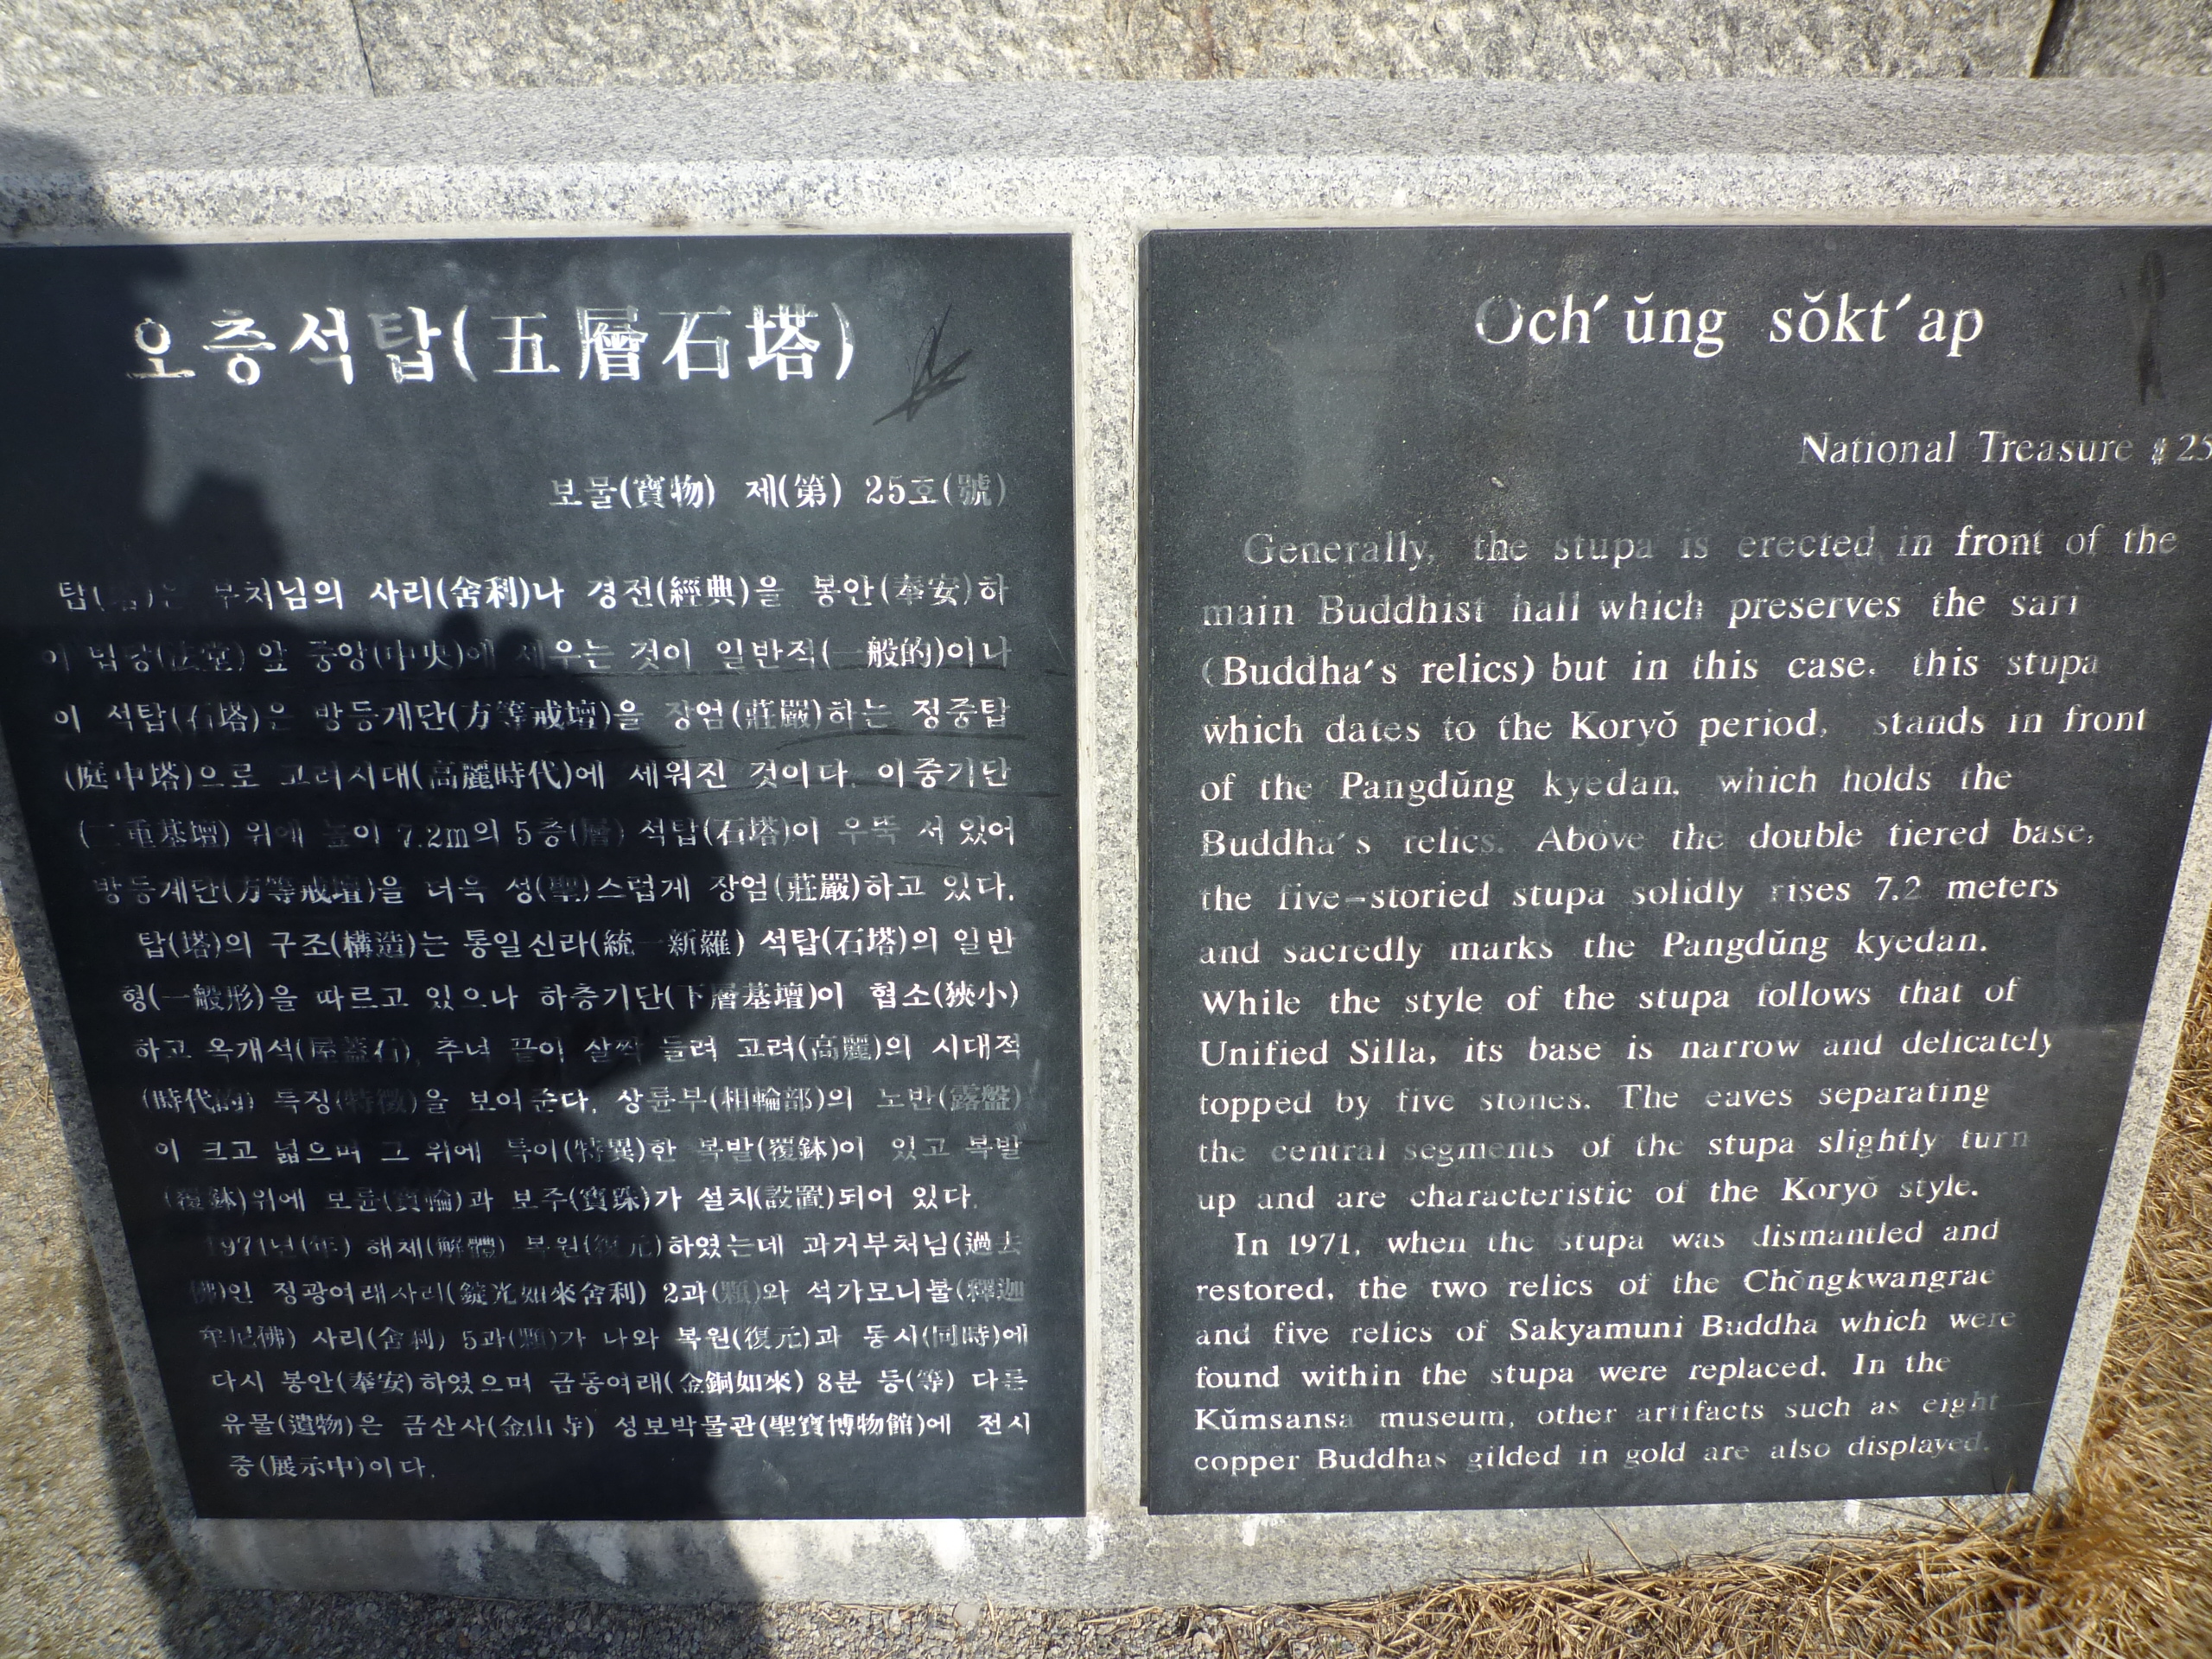 오층석탑(五層石塔)
보물(寶物) 제(第) 25호(號)
탑(塔)은 부처님의 사리(舍利)나 경전(經典)을 봉안(奉安)하
이 법당(法堂) 앞 중앙(中央)에 세우는 것이 일반적(一般的)이나
이 석탑(石塔)은 방등계단(方等戒壇)을 장엄(莊嚴)하는 정중탑
(庭中塔)으로 고려시대(高麗時代)에 세워진 것이다. 이중기단
(二重基壇) 위에 높이 7.2m의 5층(層) 석탑(石塔)이 우뚝 서 있어
방등계단(方等戒壇)을 더욱 성(聖)스럽게 장엄(莊嚴)하고 있다.
탑(塔)의 구조(構造)는 통일신라(統一新羅) 석탑(石塔)의 일반
형(一般形)을 따르고 있으나 하층기단(下層基壇)이 협소(狹小)
하고 옥개석(屋蓋石), 추녀 끝이 살짝 들려 고려(高麗)의 시대적
(時代的) 특징(特徵)을 보여준다. 상륜부(相輪部)의 노반(露盤)
이 크고 넓으며 그 위에 특이(特異)한 복발(覆鉢)이 있고 복발
(覆鉢)위에 보륜(寶輪)과 보주(寶珠)가 설치(設置)되어 있다.
1971년(年) 해체(解體) 복원(復元)하였는데 과거부처님(過去
佛)인 정광여래사리(錠光如來舍利) 2과(顆)와 석가모니불(釋迦
牟尼佛) 사리(舍利) 5과(顆)가 나와 복원(復元)과 동시(同時)에
다시 봉안(奉安)하였으며 금동여래(金銅如來) 8분 등(等) 다른
유물(遺物)은 금산사(金山寺) 성보박물관(聖寶博物館)에 전시
중(展示中)이다.
Och'ŭng sŏkt'ap
National Treasure #25
Generally, the stupa is erected in front of the
main Buddhist hall which preserves the sari
(Buddha's relics) but in this case, this stupa
which dates to the Koryŏ period, stands in front
of the Pangdŭng kyedan, which holds the
Buddha's relics. Above the double tiered base,
the five-storied stupa solidly rises 7.2 meters
and sacredly marks the Pangdŭng kyedan.
While the style of the stupa follows that of
Unified Silla, its base is narrow and delicately
topped by five stones. The eaves separating
the central segments of the stupa slightly turn
up and are characteristic of the Koryŏ style.
In 1971, when the stupa was dismantled and
restored, the two relics of the Chŏngkwangrae
and five relics of Sakyamuni Buddha which were
found within the stupa were replaced. In the
Kŭmsansa museum, other artifacts such as eight
copper Buddhas gilded in gold are also displayed.